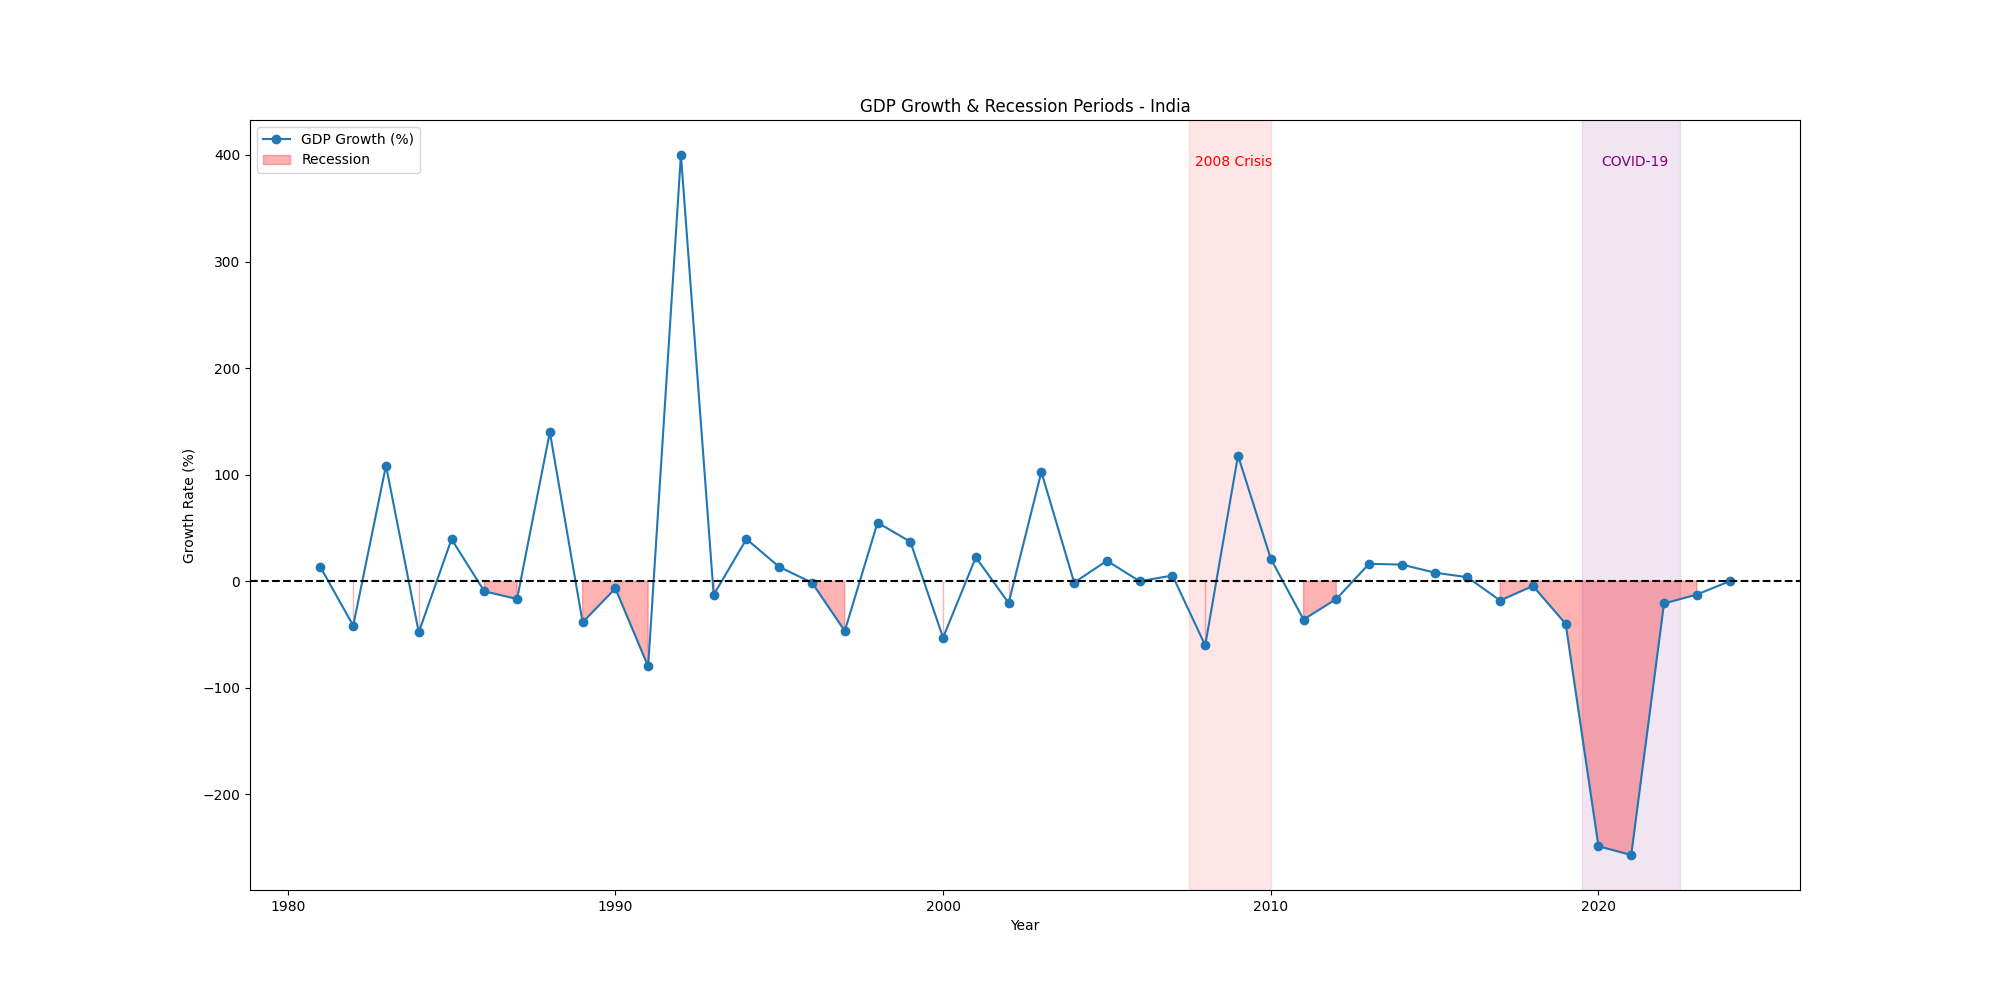 GDP Growth & Recession Periods - India
GDP Growth (%)
Recession
2008 Crisis
COVID-19
Growth Rate (%)
400
300
200
100
0
−100
−200
1980
1990
2000
2010
2020
Year